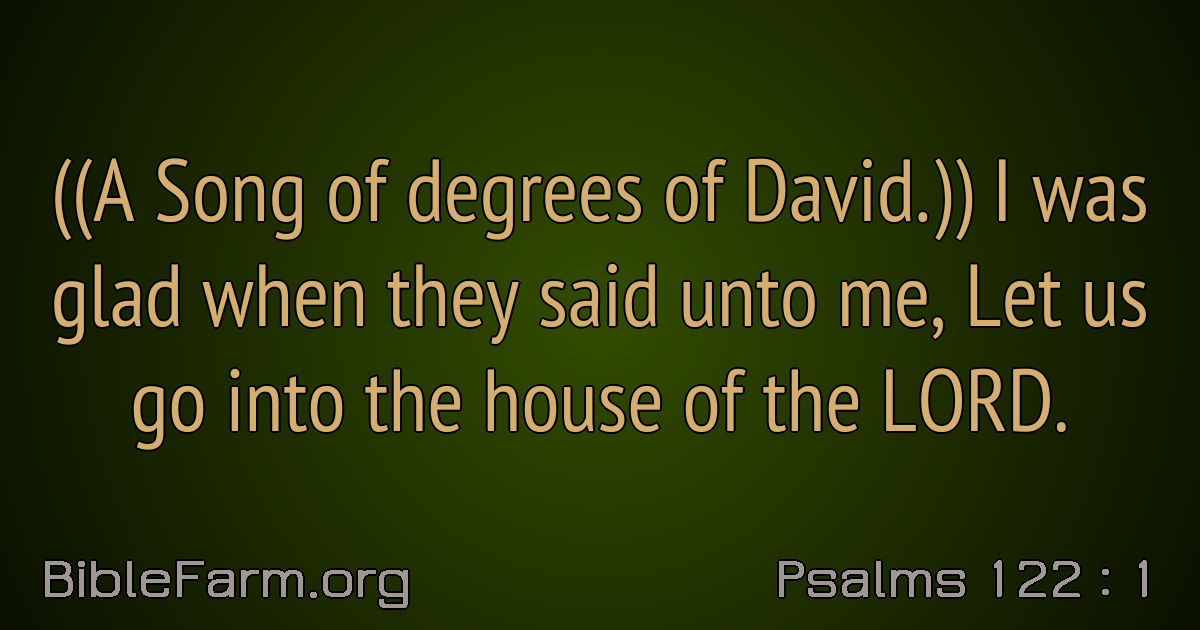 ((A Song of degrees of David.)) I was
glad when they said unto me, Let us
go into the house of the LORD.
BibleFarm.org
Psalms 122 : 1